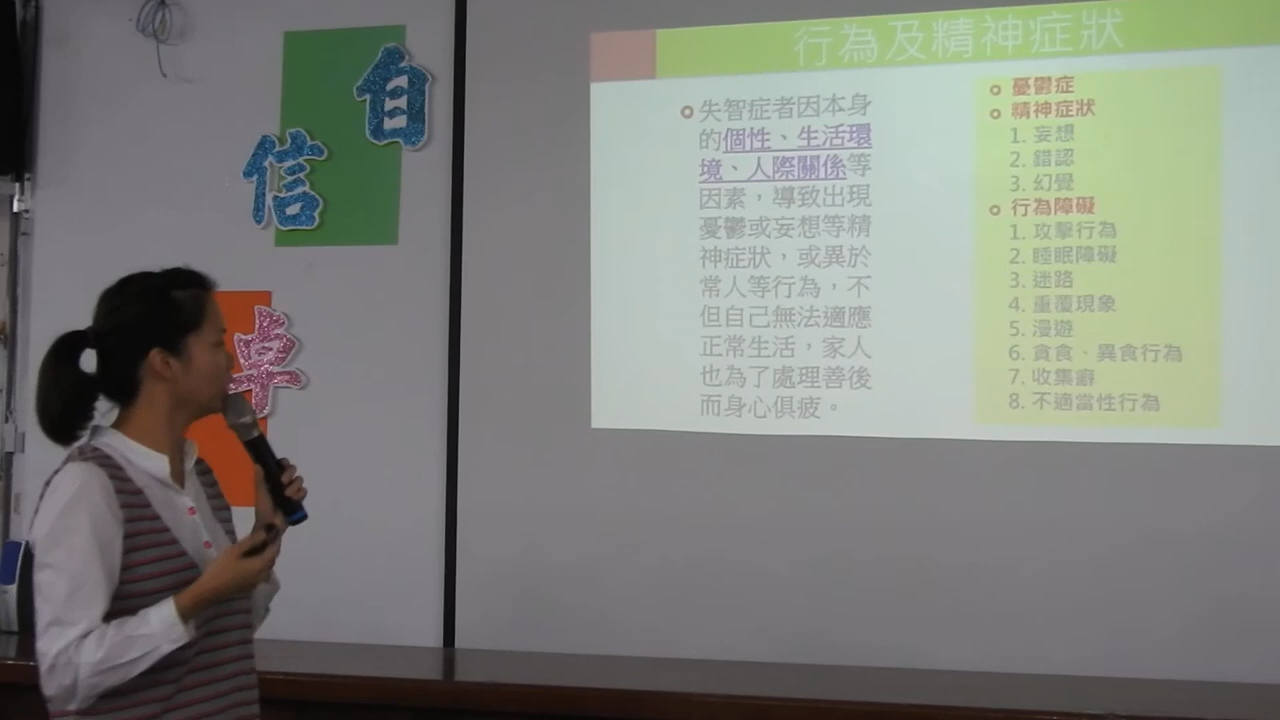 自
信
卓
行為及精神症狀
失智症者因本身
的個性、生活環
境、人際關係等
因素，導致出現
憂鬱或妄想等精
神症狀，或異於
常人等行為，不
但自己無法適應
正常生活，家人
也為了處理善後
而身心俱疲。
憂鬱症
精神症狀
1. 妄想
2. 錯認
3. 幻覺
行為障礙
1. 攻擊行為
2. 睡眠障礙
3. 迷路
4. 重覆現象
5. 漫遊
6. 貪食、異食行為
7. 收集癖
8. 不適當性行為